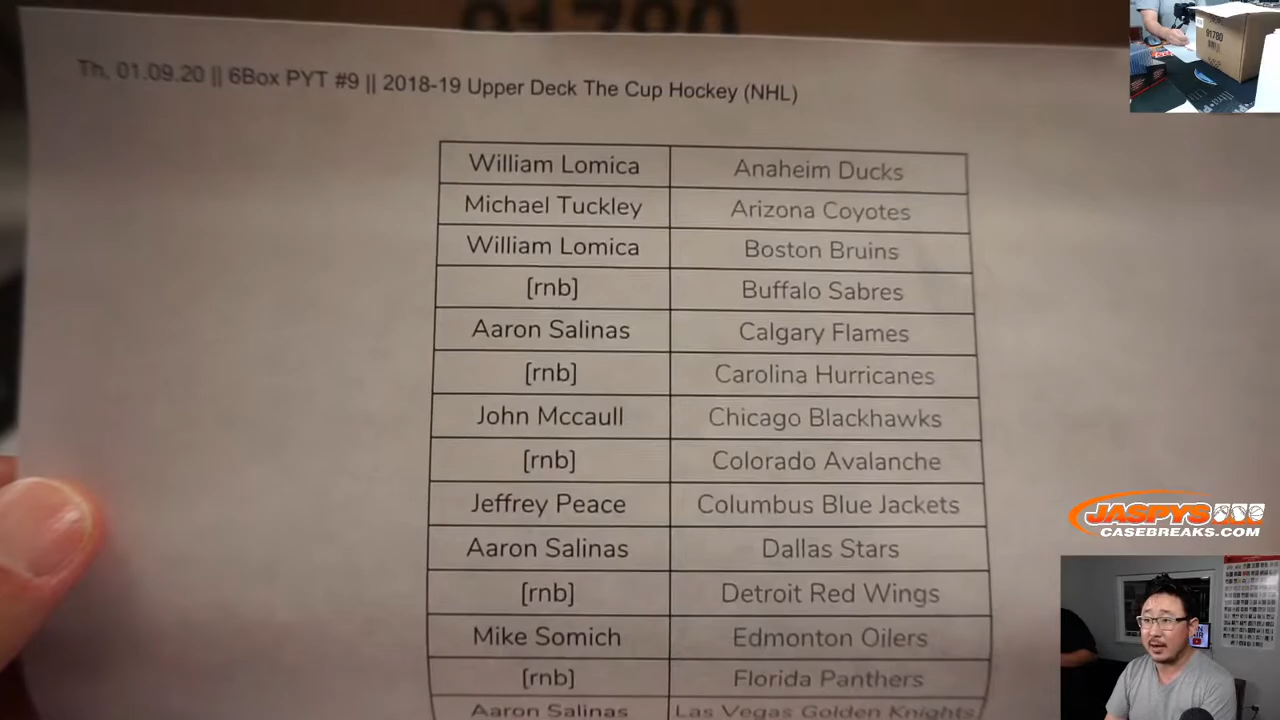 91780
91780
Th, 01.09.20 || 6Box PYT #9 || 2018-19 Upper Deck The Cup Hockey (NHL)
William Lomica Anaheim Ducks
Michael Tuckley Arizona Coyotes
William Lomica Boston Bruins
[rnb] Buffalo Sabres
Aaron Salinas Calgary Flames
[rnb] Carolina Hurricanes
John Mccaull Chicago Blackhawks
[rnb] Colorado Avalanche
Jeffrey Peace Columbus Blue Jackets
Aaron Salinas Dallas Stars
[rnb] Detroit Red Wings
Mike Somich Edmonton Oilers
[rnb] Florida Panthers
Aaron Salinas Las Vegas Golden Knights
JASPYS
CASEBREAKS.COM